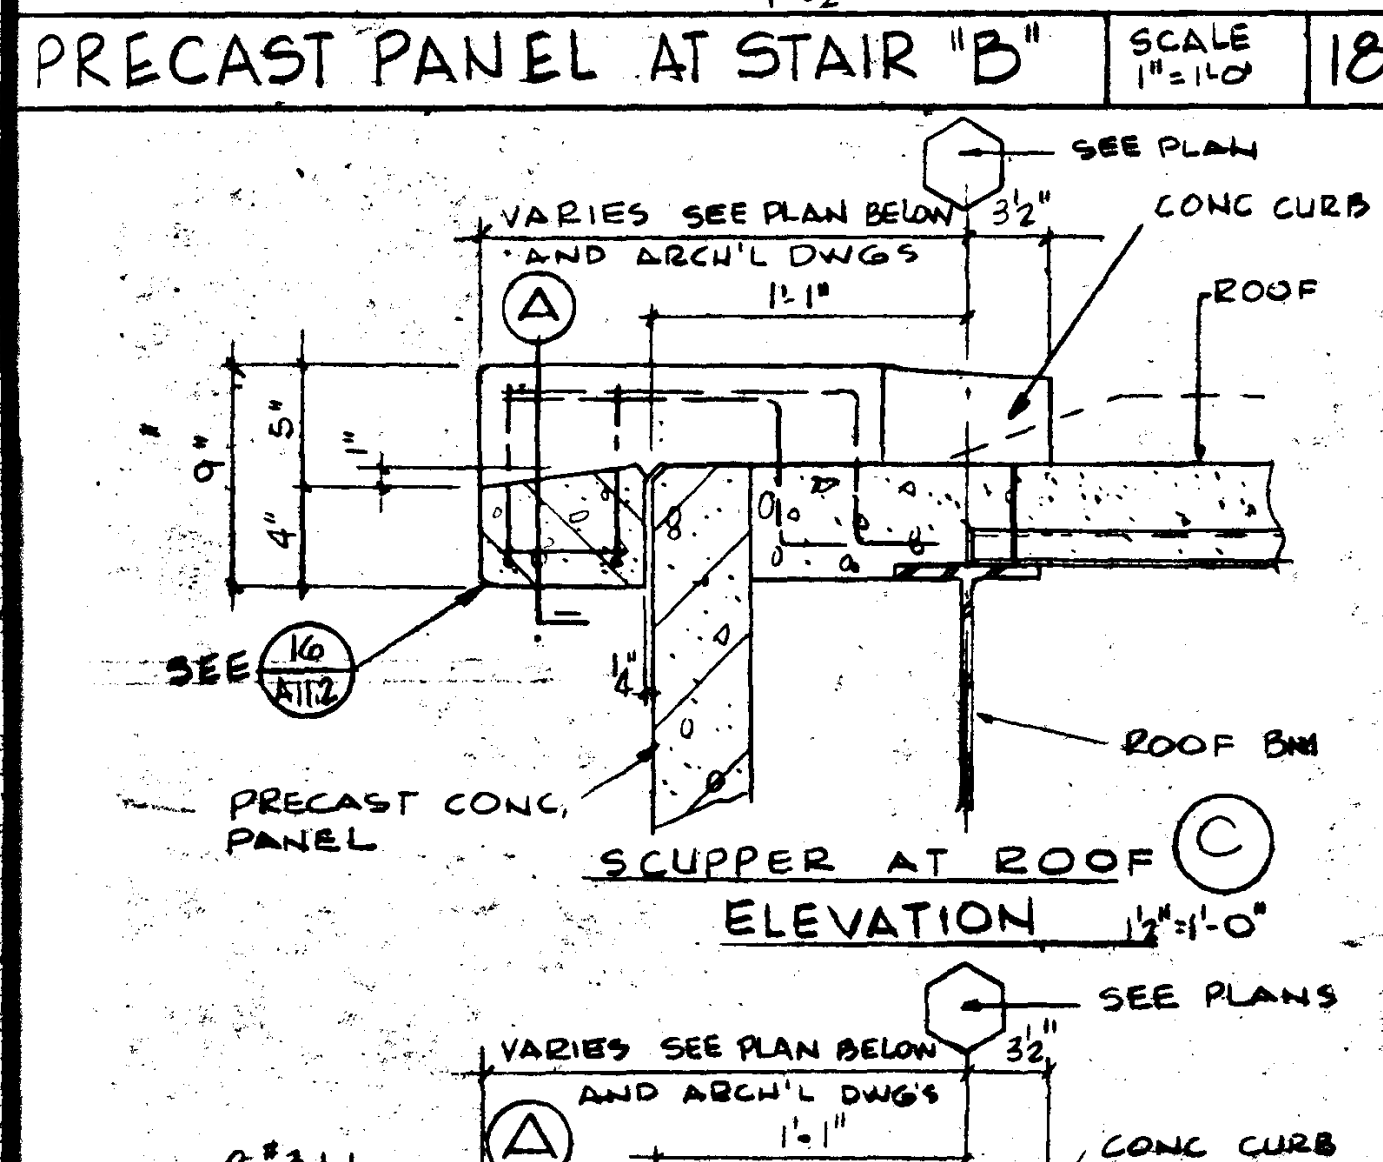 PRECAST PANEL AT STAIR "B"
SCALE
1"=1'-0"
18
SEE PLAN
VARIES SEE PLAN BELOW
3½"
CONC CURB
AND ARCH'L DWGS
A
1'-1"
ROOF
9"
5"
1"
4"
SEE
16
A11.2
¼"
ROOF BM
PRECAST CONC.
PANEL
SCUPPER AT ROOF
C
ELEVATION
1½"=1'-0"
SEE PLANS
VARIES SEE PLAN BELOW
3½"
AND ARCH'L DWG'S
A
1'-1"
CONC CURB